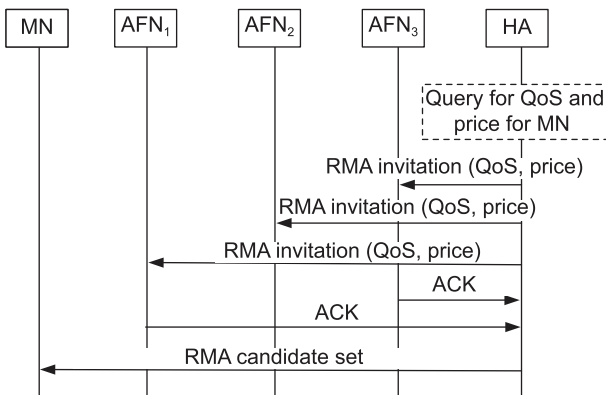 MN AFN1 AFN2 AFN3 HA
Query for QoS and
price for MN
RMA invitation (QoS, price)
RMA invitation (QoS, price)
RMA invitation (QoS, price)
ACK
ACK
RMA candidate set